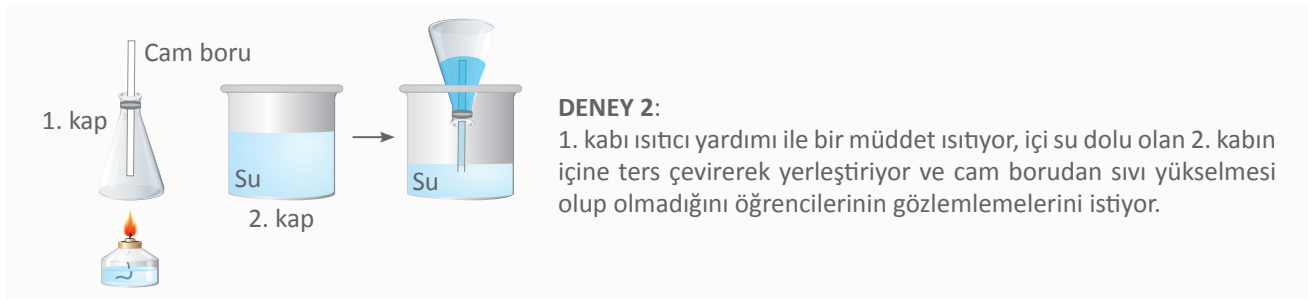 Cam boru
1. kap
Su
2. kap
Su
DENEY 2:
1. kabı ısıtıcı yardımı ile bir müddet ısıtıyor, içi su dolu olan 2. kabın
içine ters çevirerek yerleştiriyor ve cam borudan sıvı yükselmesi
olup olmadığını öğrencilerinin gözlemlemelerini istiyor.